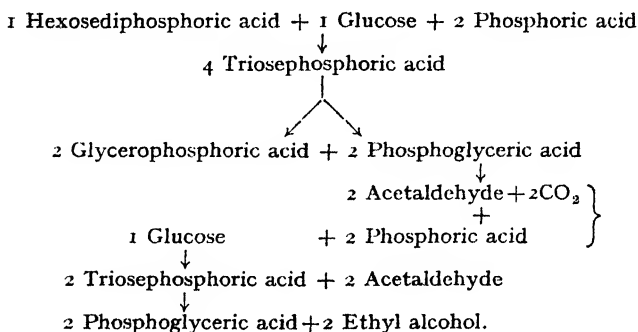 1 Hexosediphosphoric acid + 1 Glucose + 2 Phosphoric acid
4 Triosephosphoric acid
2 Glycerophosphoric acid + 2 Phosphoglyceric acid
2 Acetaldehyde + 2CO₂
+
1 Glucose + 2 Phosphoric acid
2 Triosephosphoric acid + 2 Acetaldehyde
2 Phosphoglyceric acid + 2 Ethyl alcohol.